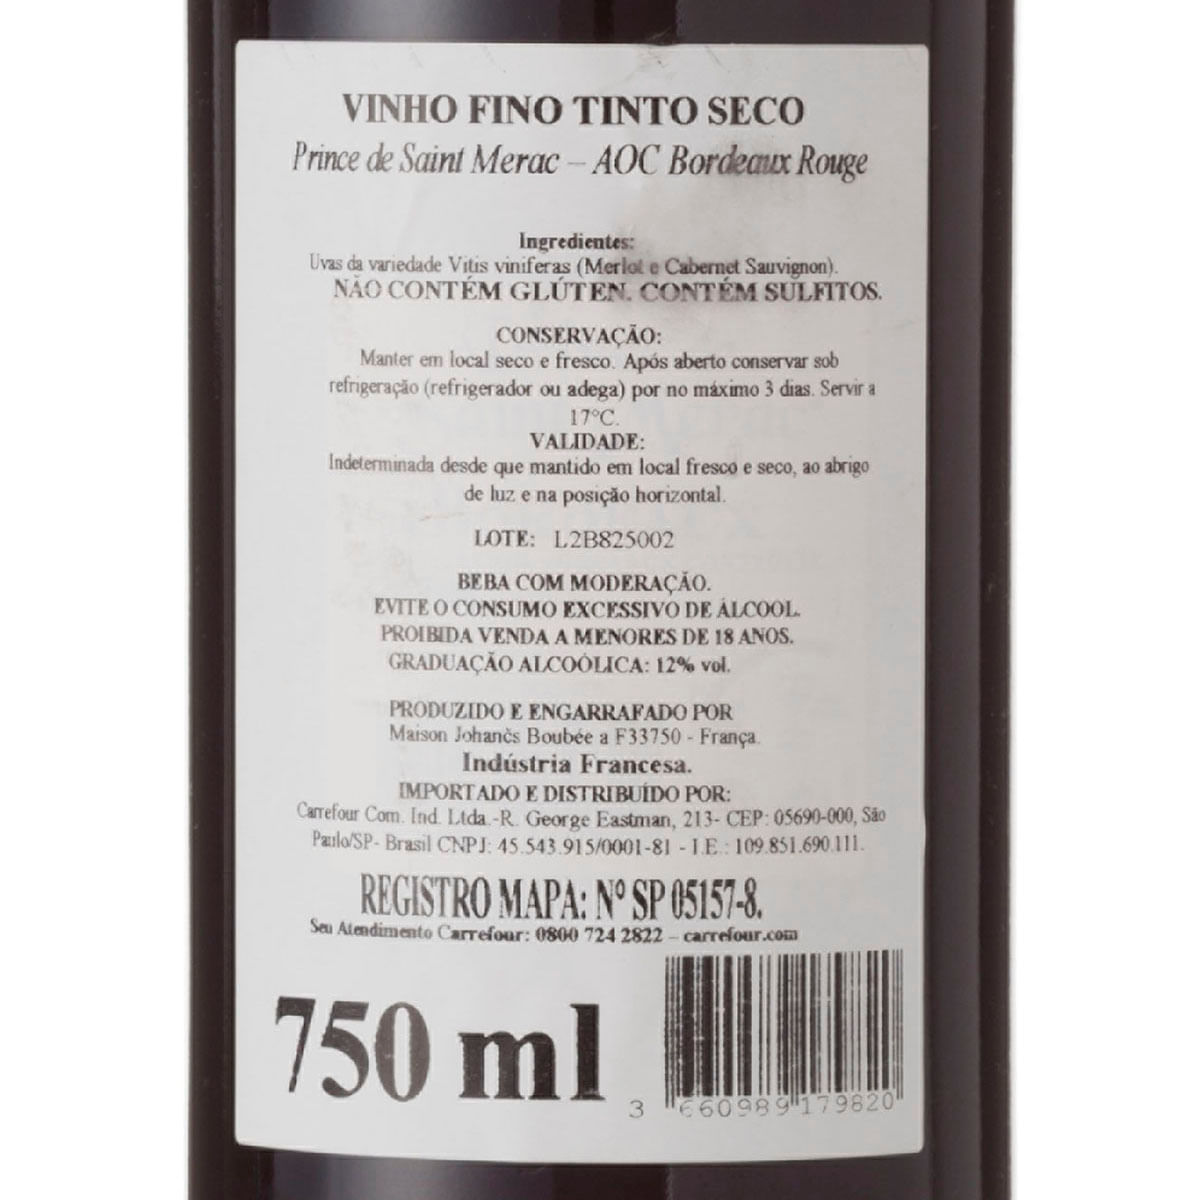 VINHO FINO TINTO SECO
Prince de Saint Merac – AOC Bordeaux Rouge
Ingredientes:
Uvas da variedade Vitis viniferas (Merlot e Cabernet Sauvignon).
NÃO CONTÉM GLÚTEN. CONTÉM SULFITOS.
CONSERVAÇÃO:
Manter em local seco e fresco. Após aberto conservar sob
refrigeração (refrigerador ou adega) por no máximo 3 dias. Servir a
17°C.
VALIDADE:
Indeterminada desde que mantido em local fresco e seco, ao abrigo
de luz e na posição horizontal.
LOTE: L2B825002
BEBA COM MODERAÇÃO.
EVITE O CONSUMO EXCESSIVO DE ÁLCOOL.
PROIBIDA VENDA A MENORES DE 18 ANOS.
GRADUAÇÃO ALCOÓLICA: 12% vol.
PRODUZIDO E ENGARRAFADO POR
Maison Johanès Boubée a F33750 - França.
Indústria Francesa.
IMPORTADO E DISTRIBUÍDO POR:
Carrefour Com. Ind. Ltda.-R. George Eastman, 213- CEP: 05690-000, São
Paulo/SP- Brasil CNPJ: 45.543.915/0001-81 - I.E.: 109.851.690.111.
REGISTRO MAPA: Nº SP 05157-8.
Seu Atendimento Carrefour: 0800 724 2822 – carrefour.com
750 ml
3 660989 179820